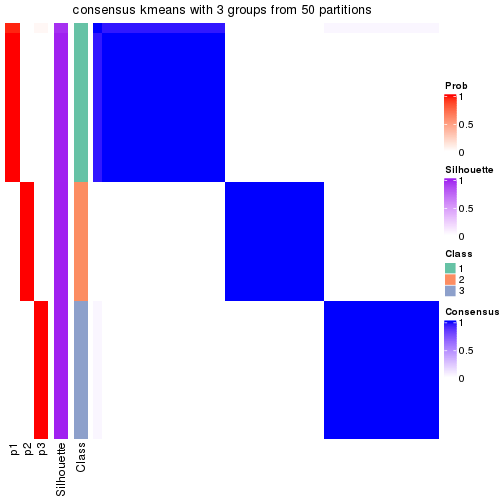 consensus kmeans with 3 groups from 50 partitions
Prob
1
0.5
0
Silhouette
1
0.5
0
Class
1
2
3
Consensus
1
0.5
0
p1
p2
p3
Silhouette
Class